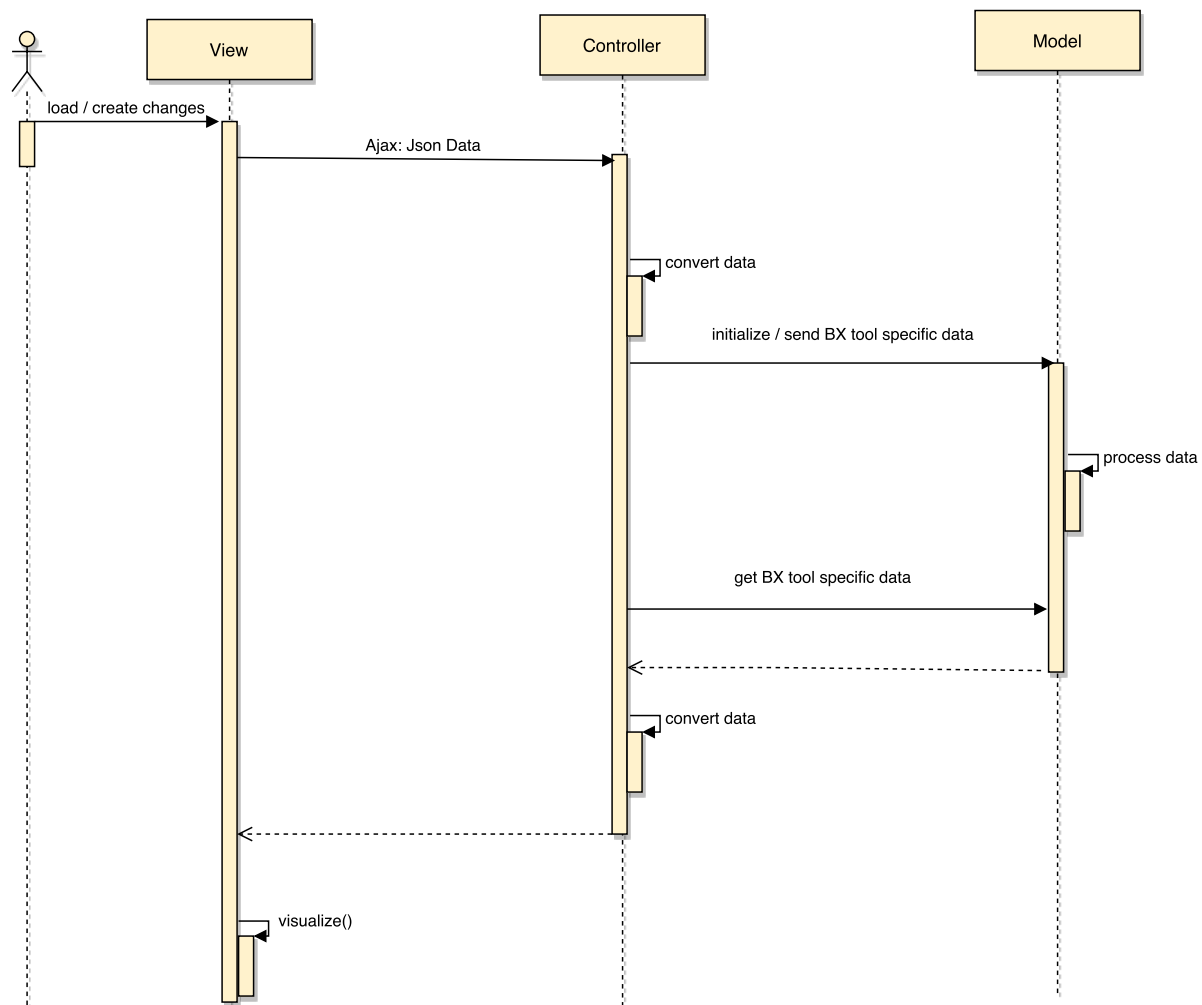 View
Controller
Model
load / create changes
Ajax: Json Data
convert data
initialize / send BX tool specific data
process data
get BX tool specific data
convert data
visualize()